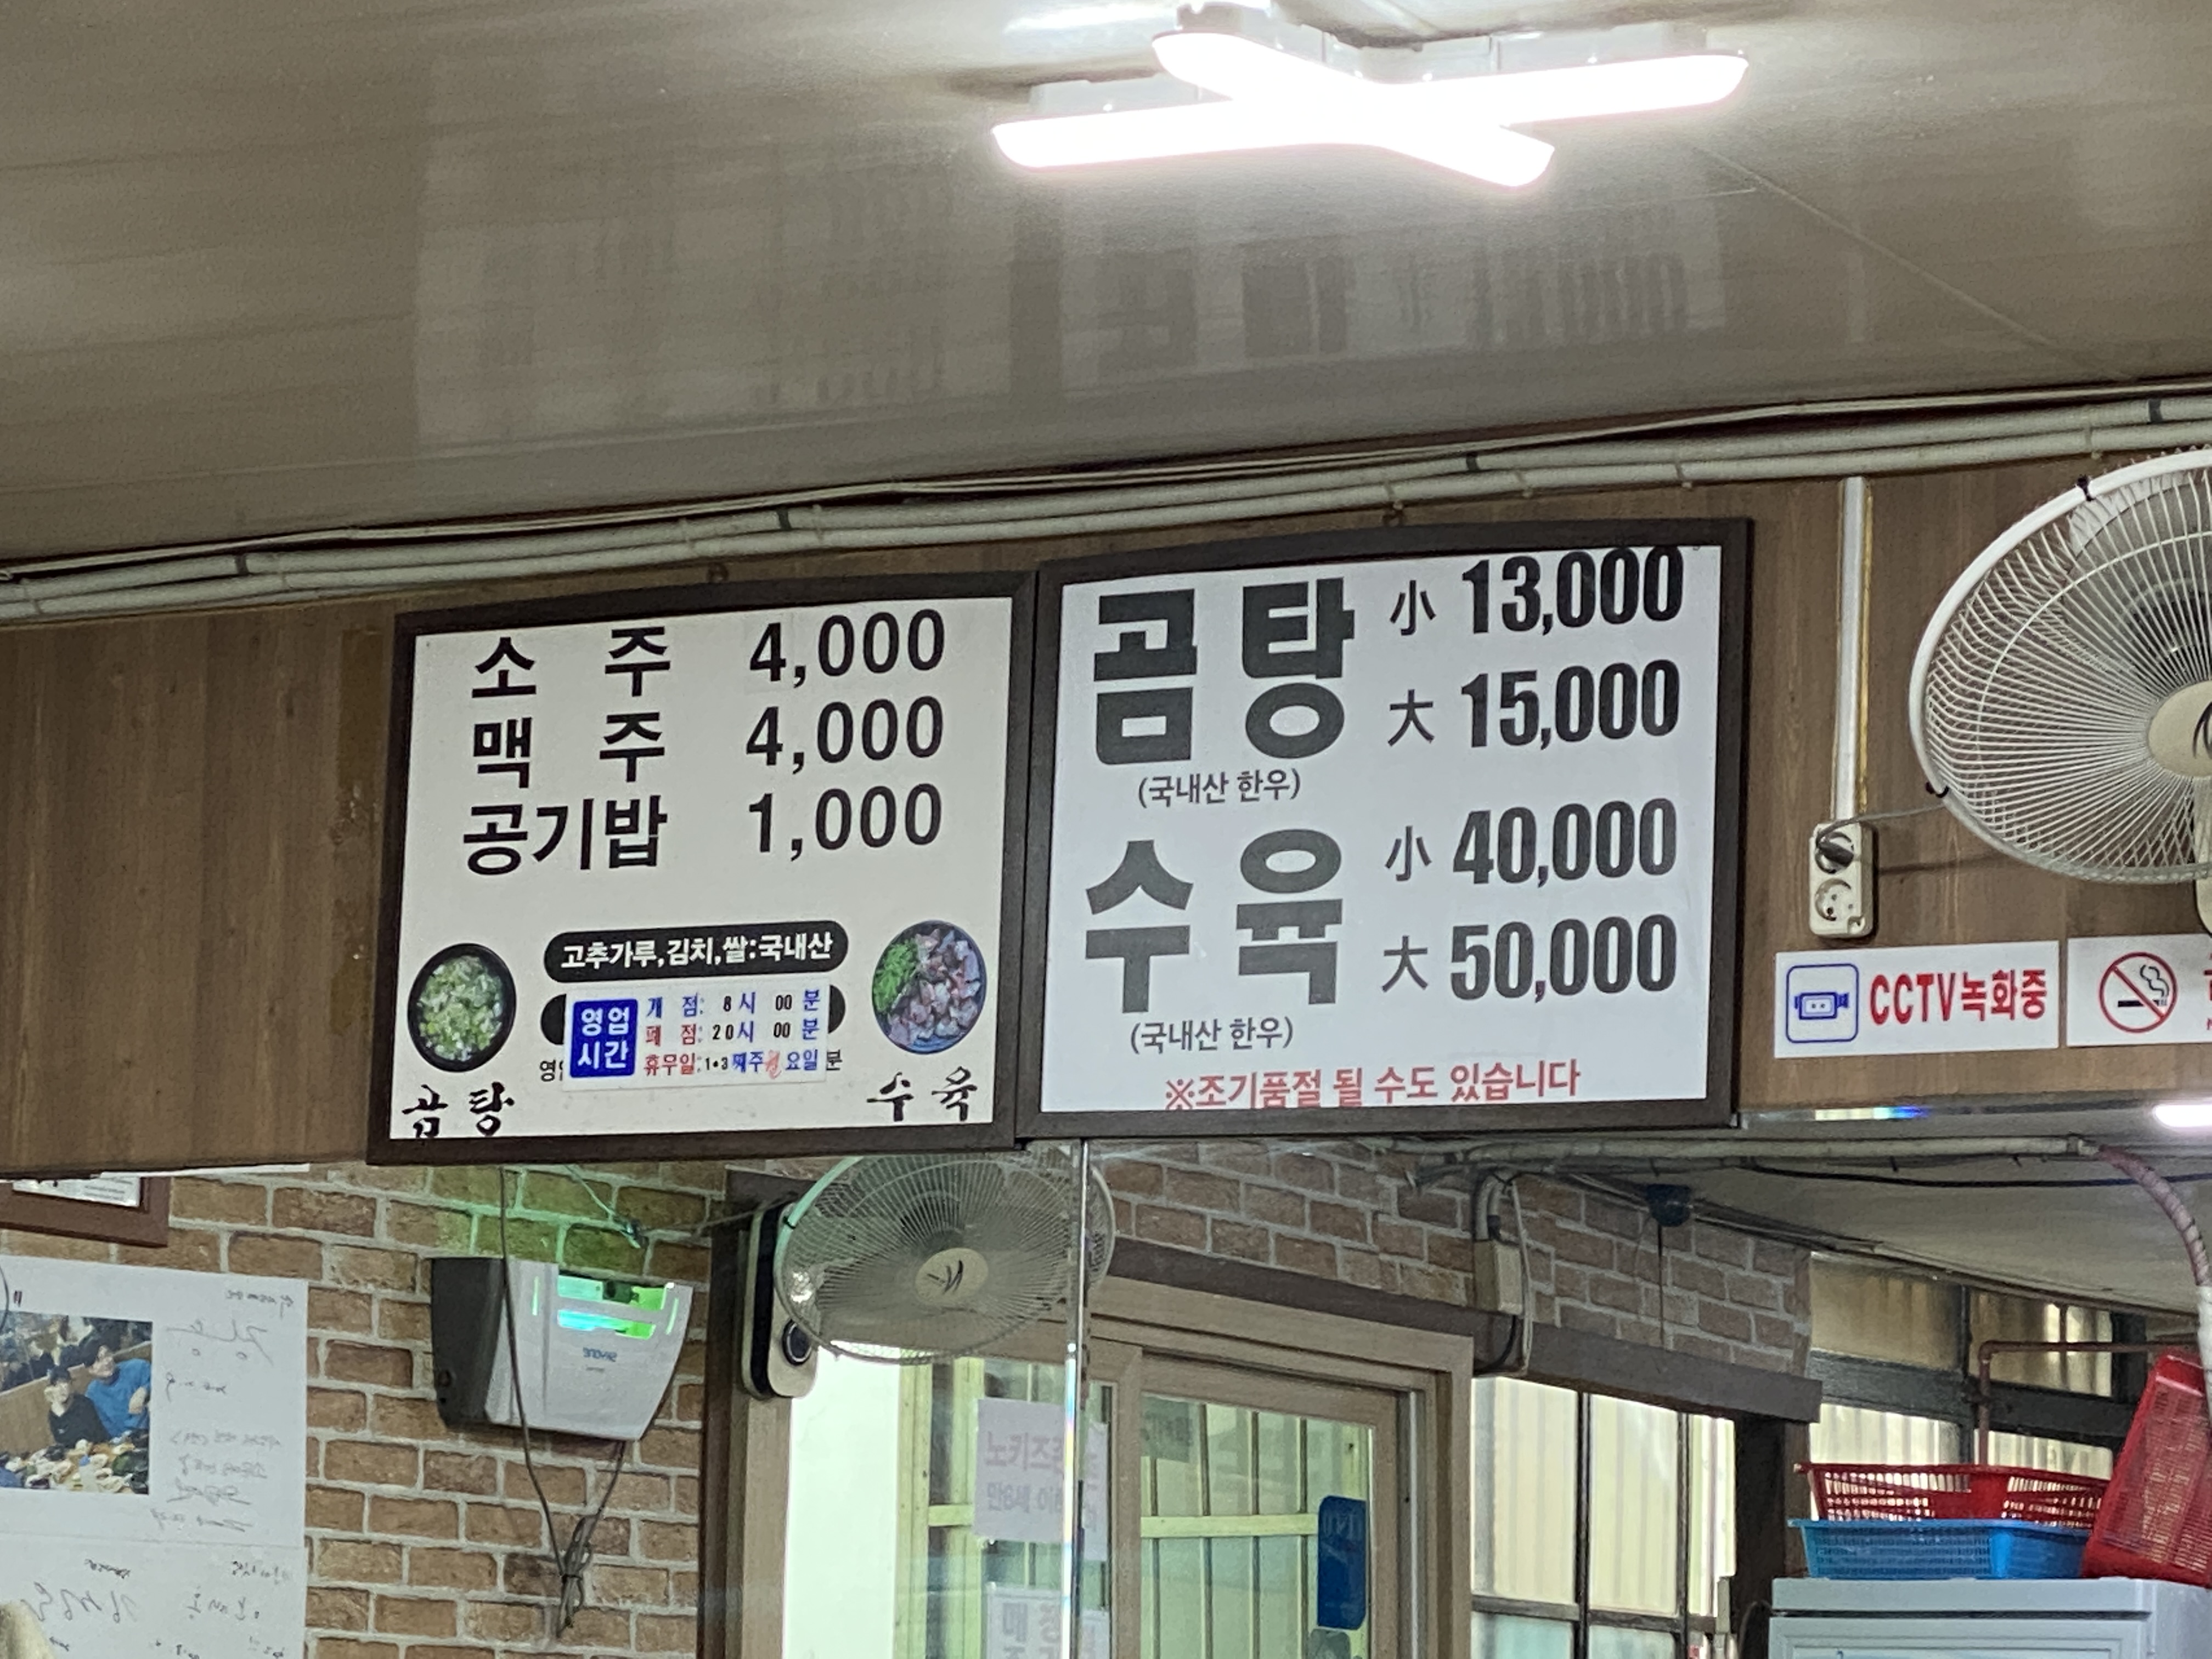 소 주 4,000
맥 주 4,000
공기밥 1,000
고추가루,김치,쌀:국내산
영업시간
개 점: 8시 00분
폐 점: 20시 00분
휴무일: 1•3째주 월요일
곰탕
수육
곰탕 小 13,000
大 15,000
(국내산 한우)
수육 小 40,000
大 50,000
(국내산 한우)
※조기품절 될 수도 있습니다
CCTV녹화중